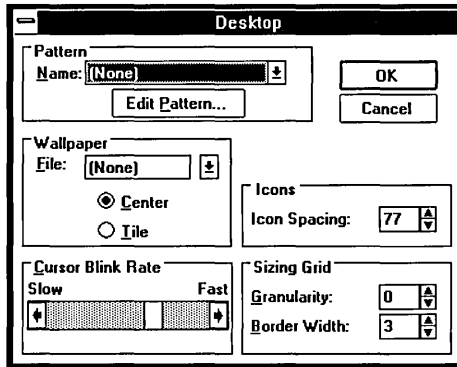 Desktop
Pattern
Name: (None)
Edit Pattern...
OK
Cancel
Wallpaper
File: (None)
Center
Tile
Icons
Icon Spacing: 77
Cursor Blink Rate
Slow Fast
Sizing Grid
Granularity: 0
Border Width: 3